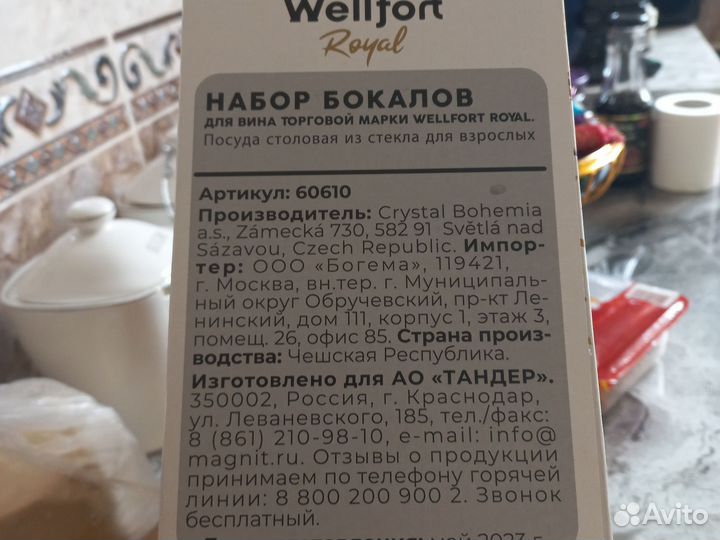 Wellfort
Royal
НАБОР БОКАЛОВ
ДЛЯ ВИНА ТОРГОВОЙ МАРКИ WELLFORT ROYAL.
Посуда столовая из стекла для взрослых
Артикул: 60610
Производитель: Crystal Bohemia
a.s., Zámecká 730, 582 91 Světlá nad
Sázavou, Czech Republic. Импор-
тер: ООО «Богема», 119421,
г. Москва, вн.тер. г. Муниципаль-
ный округ Обручевский, пр-кт Ле-
нинский, дом 111, корпус 1, этаж 3,
помещ. 26, офис 85. Страна произ-
водства: Чешская Республика.
Изготовлено для АО «ТАНДЕР».
350002, Россия, г. Краснодар,
ул. Леваневского, 185, тел./факс:
8 (861) 210-98-10, e-mail: info@
magnit.ru. Отзывы о продукции
принимаем по телефону горячей
линии: 8 800 200 900 2. Звонок
бесплатный.
май 2023 г.
Avito